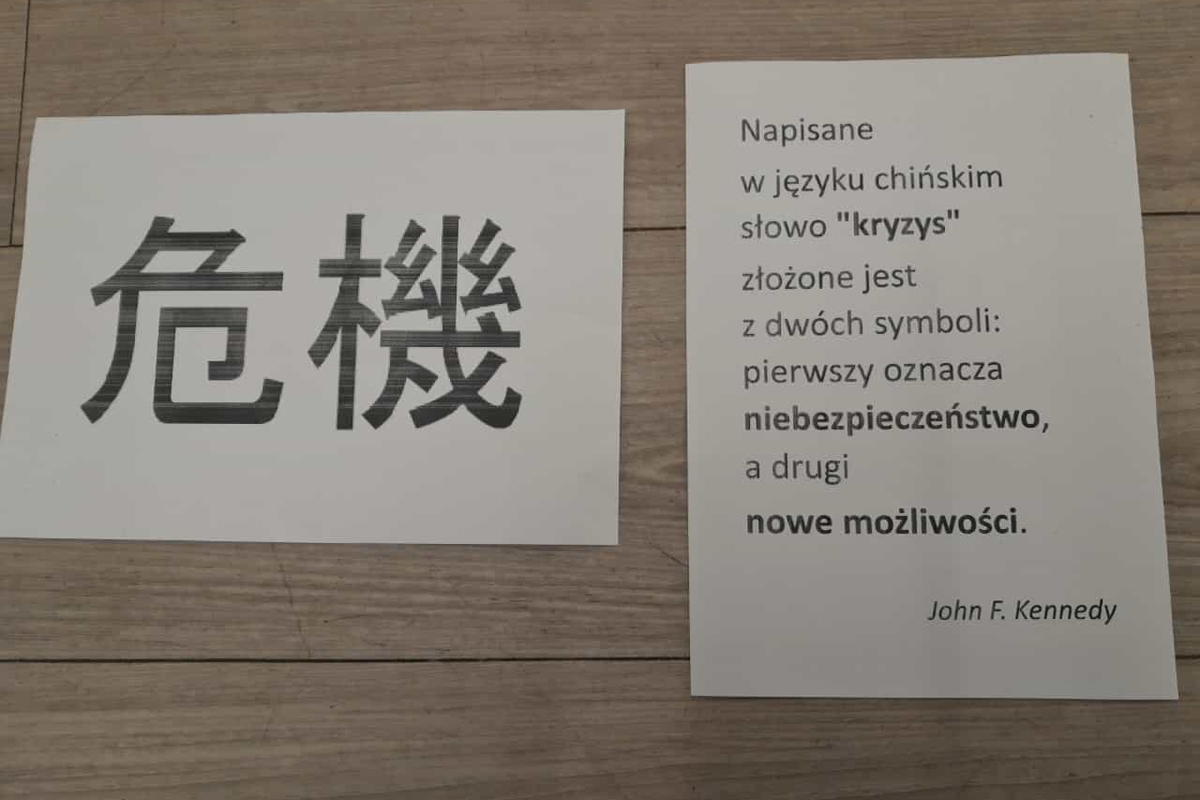 危機
Napisane
w języku chińskim
słowo "kryzys"
złożone jest
z dwóch symboli:
pierwszy oznacza
niebezpieczeństwo,
a drugi
nowe możliwości.
John F. Kennedy